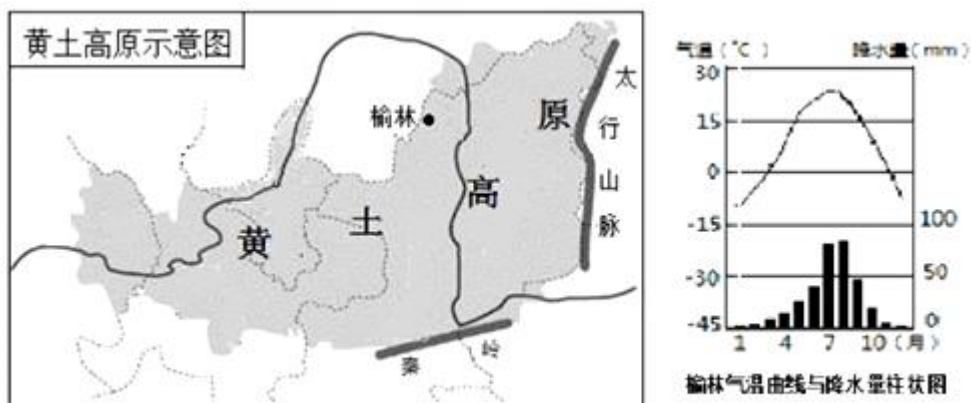 黄土高原示意图
榆林
黄土高原
太行山脉
秦岭
气温(°C) 降水量(mm)
30
15
0
-15 100
-30 50
-45 0
1 4 7 10(月)
榆林气温曲线与降水量柱状图